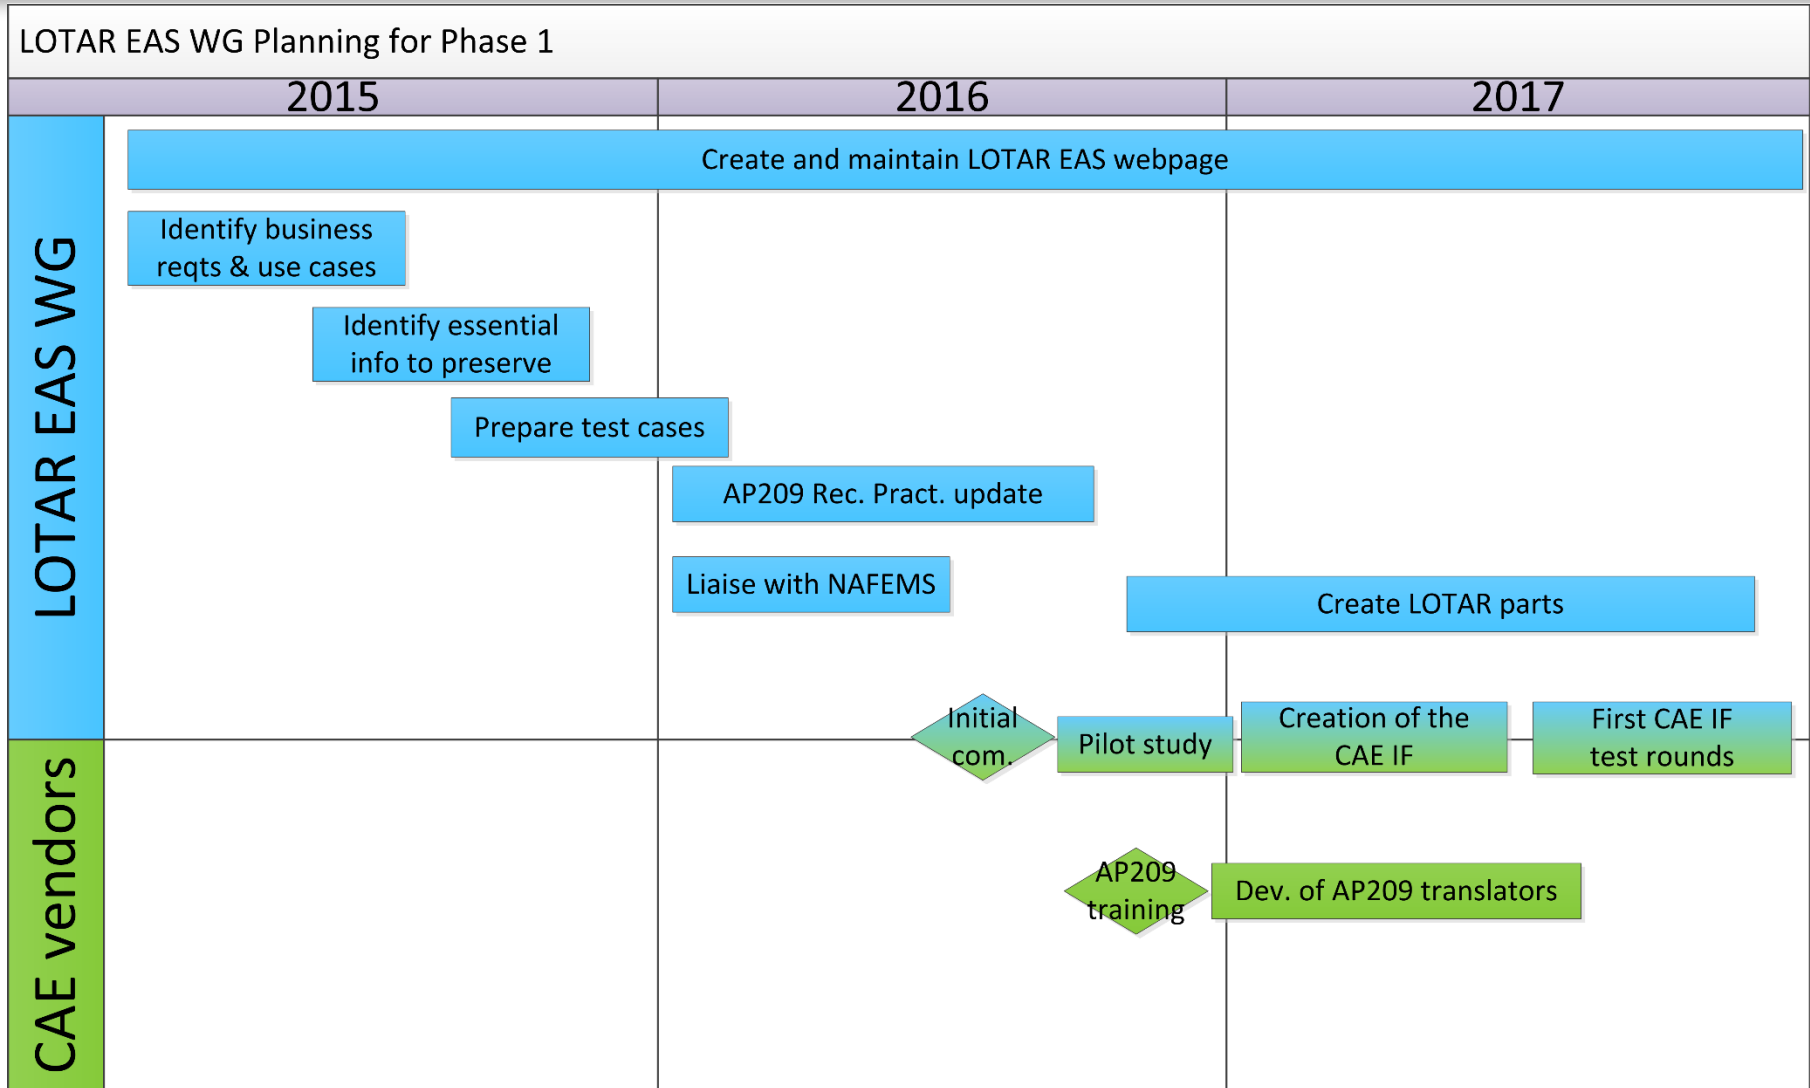 LOTAR EAS WG Planning for Phase 1
2015
2016
2017
LOTAR EAS WG
Create and maintain LOTAR EAS webpage
Identify business
reqts & use cases
Identify essential
info to preserve
Prepare test cases
AP209 Rec. Pract. update
Liaise with NAFEMS
Create LOTAR parts
Initial
com.
Pilot study
Creation of the
CAE IF
First CAE IF
test rounds
CAE vendors
AP209
training
Dev. of AP209 translators